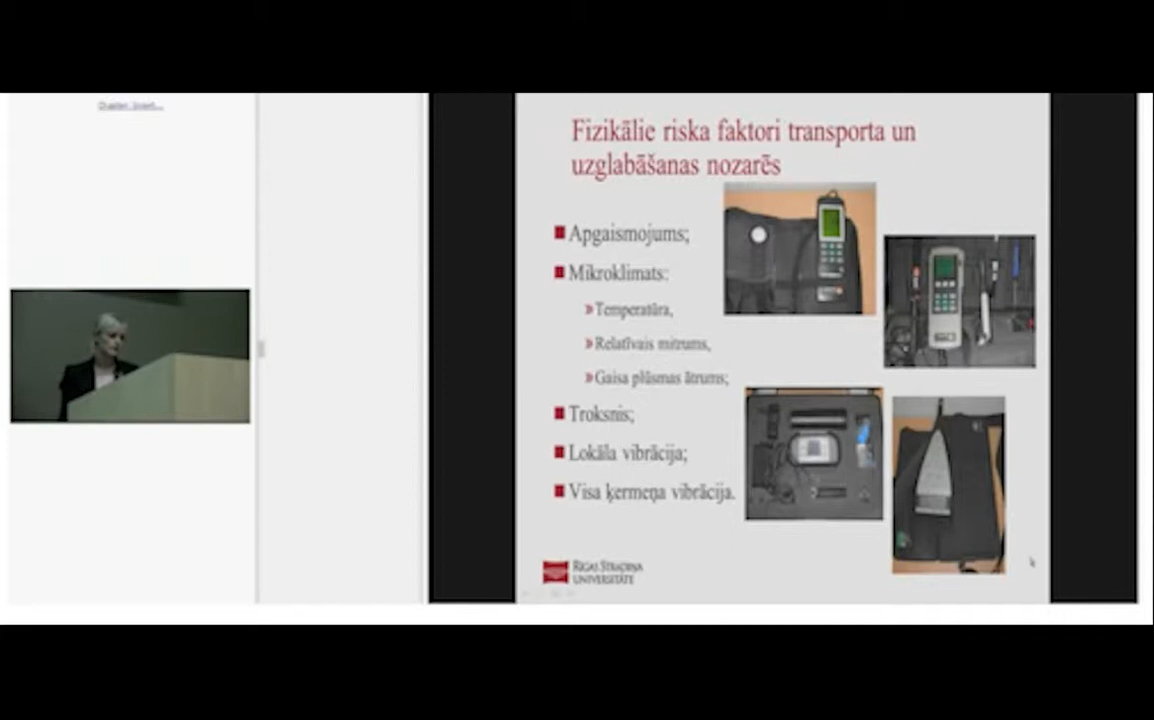 Fizikālie riska faktori transporta un
uzglabāšanas nozarēs
Apgaismojums;
Mikroklimats:
Temperatūra,
Relatīvais mitrums,
Gaisa plūsmas ātrums;
Troksnis;
Lokāla vibrācija;
Visa ķermeņa vibrācija.
RĪGAS STRADIŅA
UNIVERSITĀTE